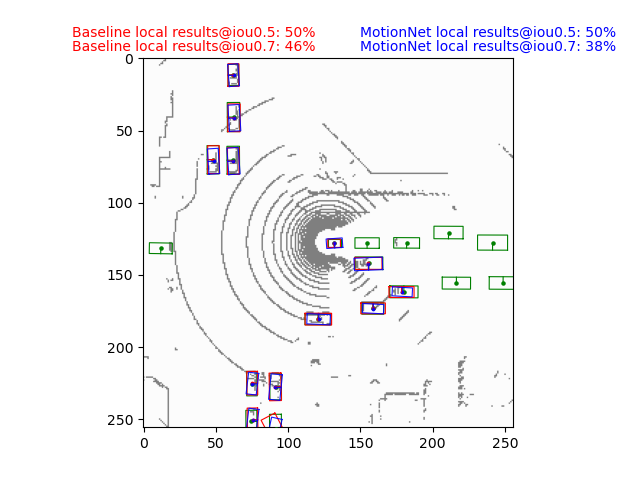 Baseline local results@iou0.5: 50% MotionNet local results@iou0.5: 50%
Baseline local results@iou0.7: 46% MotionNet local results@iou0.7: 38%
0
50
100
150
200
250
0 50 100 150 200 250